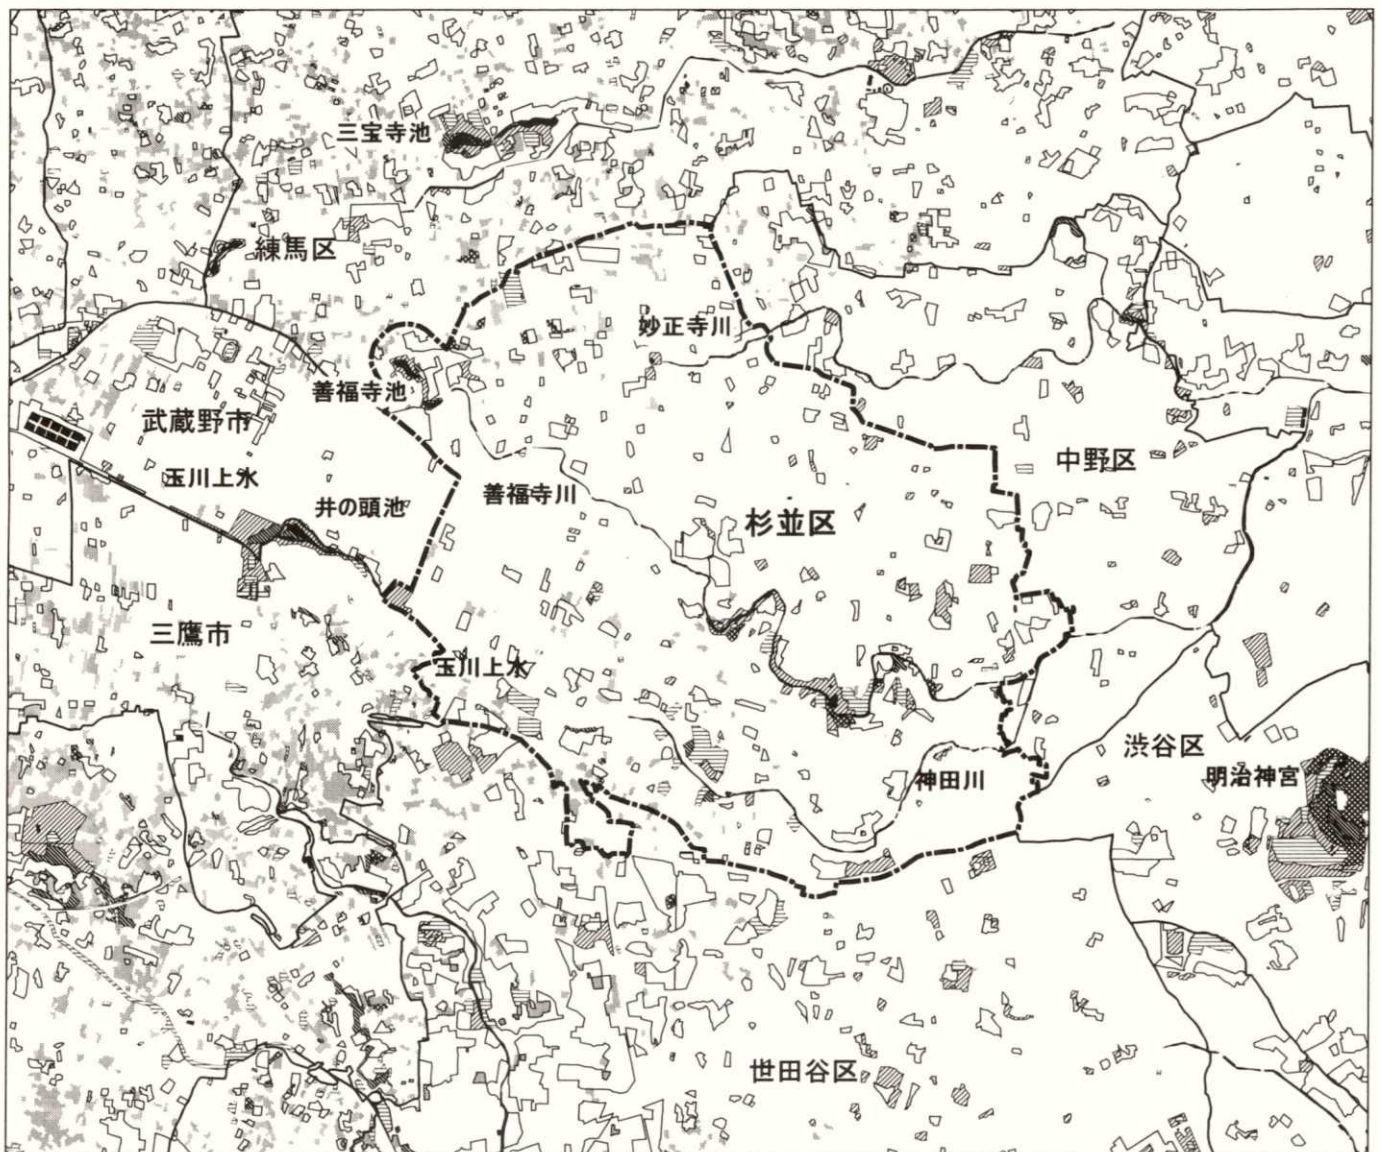 三宝寺池
練馬区
妙正寺川
善福寺池
武蔵野市
中野区
玉川上水
善福寺川
井の頭池
杉並区
三鷹市
玉川上水
渋谷区
明治神宮
神田川
世田谷区